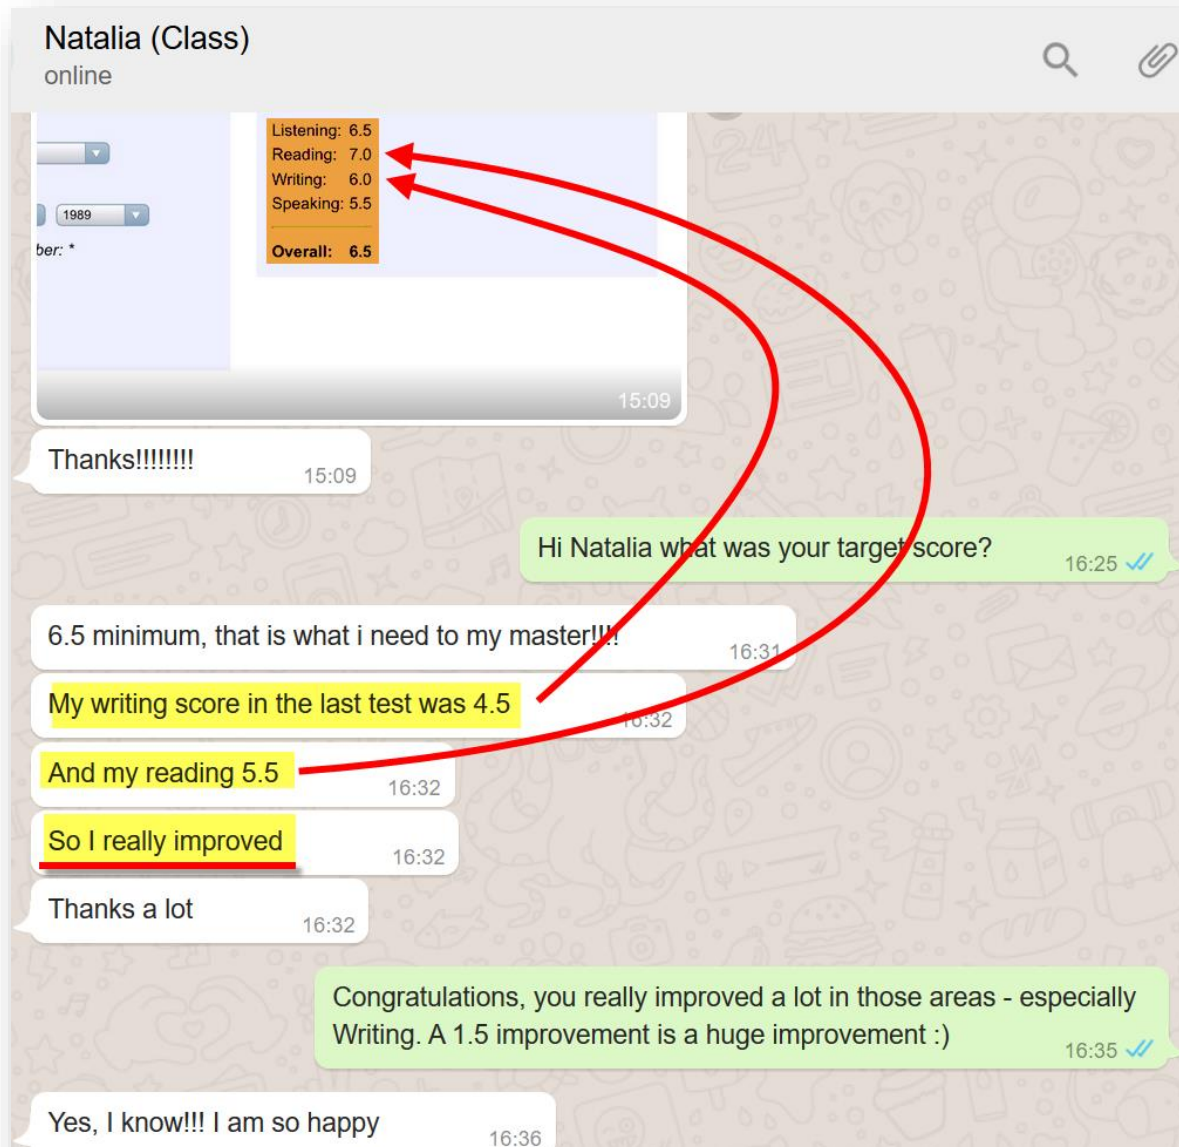 Natalia (Class)
online
Listening: 6.5
Reading: 7.0
Writing: 6.0
Speaking: 5.5
Overall: 6.5
1989
ber: *
15:09
Thanks!!!!!!!!
15:09
Hi Natalia what was your target score?
16:25
6.5 minimum, that is what i need to my master!!!!
16:31
My writing score in the last test was 4.5
16:32
And my reading 5.5
16:32
So I really improved
16:32
Thanks a lot
16:32
Congratulations, you really improved a lot in those areas - especially
Writing. A 1.5 improvement is a huge improvement :)
16:35
Yes, I know!!! I am so happy
16:36